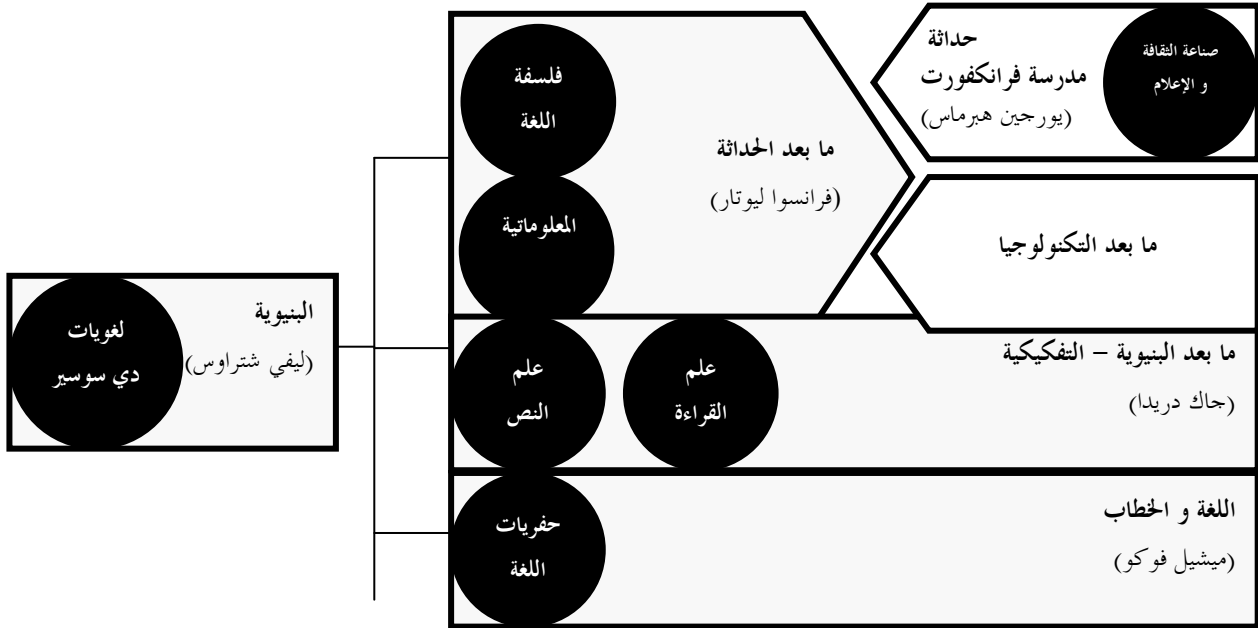 صناعة الثقافة
و الإعلام
حداثة
مدرسة فرانكفورت
(يورجين هبرماس)
فلسفة
اللغة
ما بعد الحداثة
(فرانسوا ليوتار)
المعلوماتية
ما بعد التكنولوجيا
البنيوية
(ليفي شتراوس)
لغويات
دي سوسير
ما بعد البنيوية – التفكيكية
(جاك دريدا)
علم
القراءة
علم
النص
اللغة و الخطاب
(ميشيل فوكو)
حفريات
اللغة